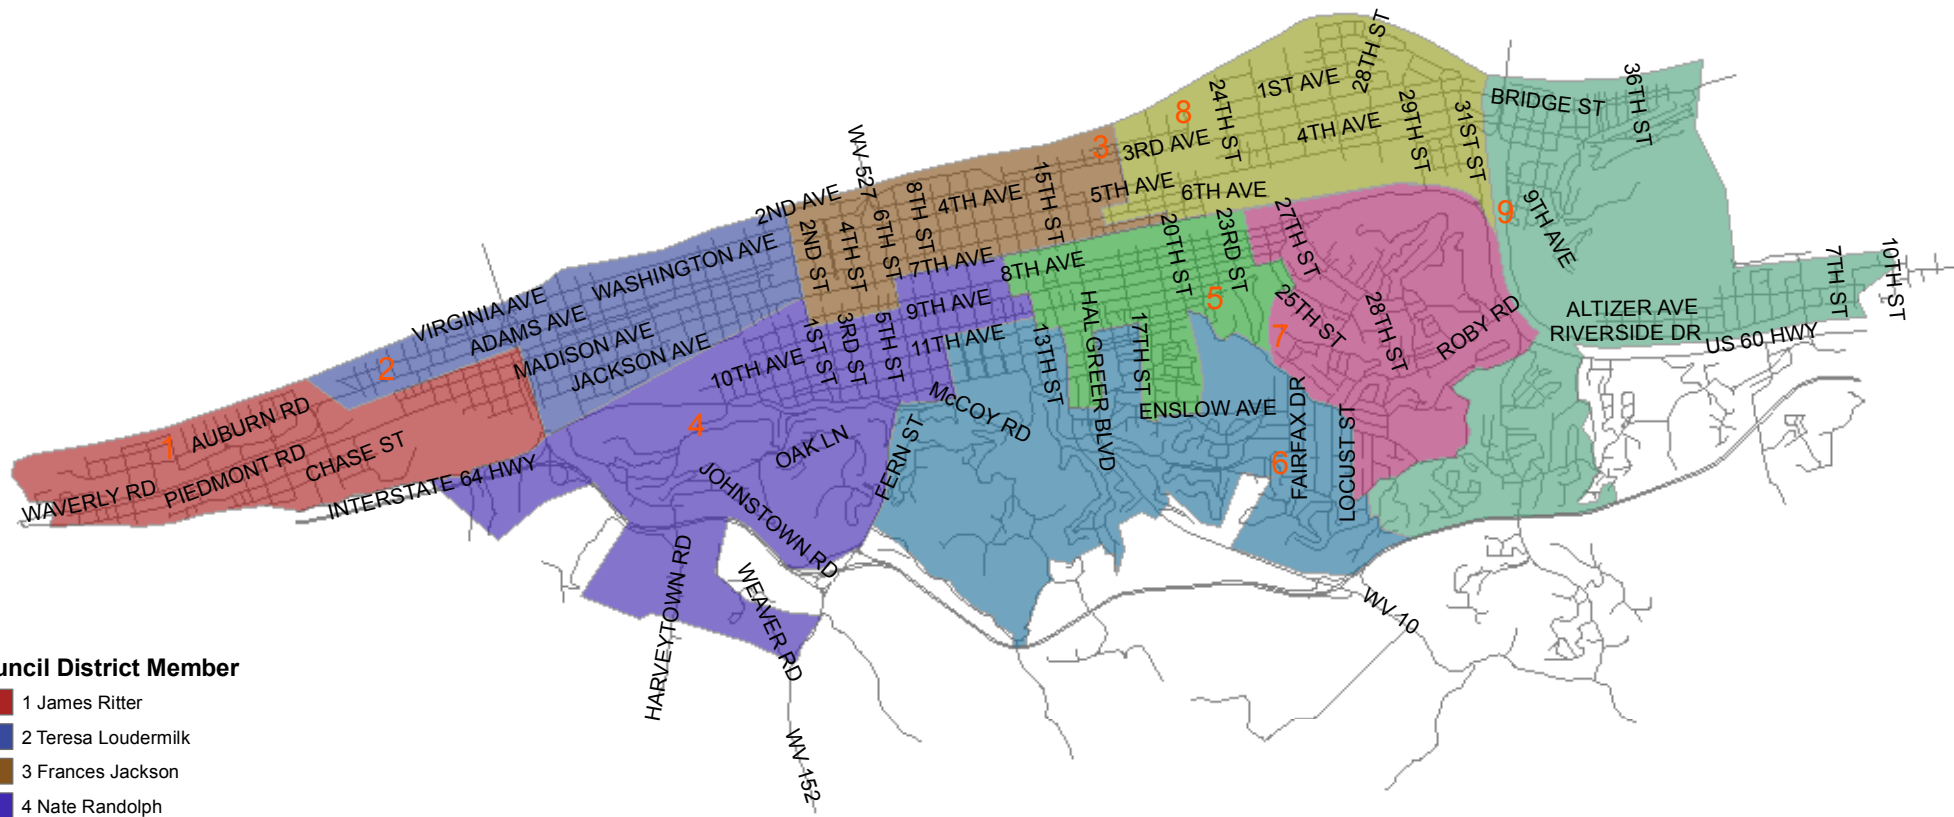 28TH ST
1ST AVE
24TH ST
8
29TH ST
31ST ST
BRIDGE ST
36TH ST
4TH AVE
3RD AVE
3
WV-527
15TH ST
5TH AVE
6TH AVE
2ND AVE
8TH ST
4TH AVE
6TH ST
4TH ST
2ND ST
20TH ST
23RD ST
27TH ST
9
9TH AVE
WASHINGTON AVE
7TH AVE
8TH AVE
7TH ST
10TH ST
VIRGINIA AVE
ADAMS AVE
9TH AVE
5
25TH ST
28TH ST
ROBY RD
ALTIZER AVE
RIVERSIDE DR
US 60 HWY
MADISON AVE
JACKSON AVE
1ST ST
3RD ST
5TH ST
11TH AVE
13TH ST
HAL GREER BLVD
17TH ST
7
2
10TH AVE
McCOY RD
ENSLOW AVE
FAIRFAX DR
LOCUST ST
1
AUBURN RD
4
OAK LN
FERN ST
6
CHASE ST
PIEDMONT RD
WAVERLY RD
INTERSTATE 64 HWY
JOHNSTOWN RD
HARVEYTOWN RD
WEAVER RD
WV 10
WV-152
uncil District Member
1 James Ritter
2 Teresa Loudermilk
3 Frances Jackson
4 Nate Randolph